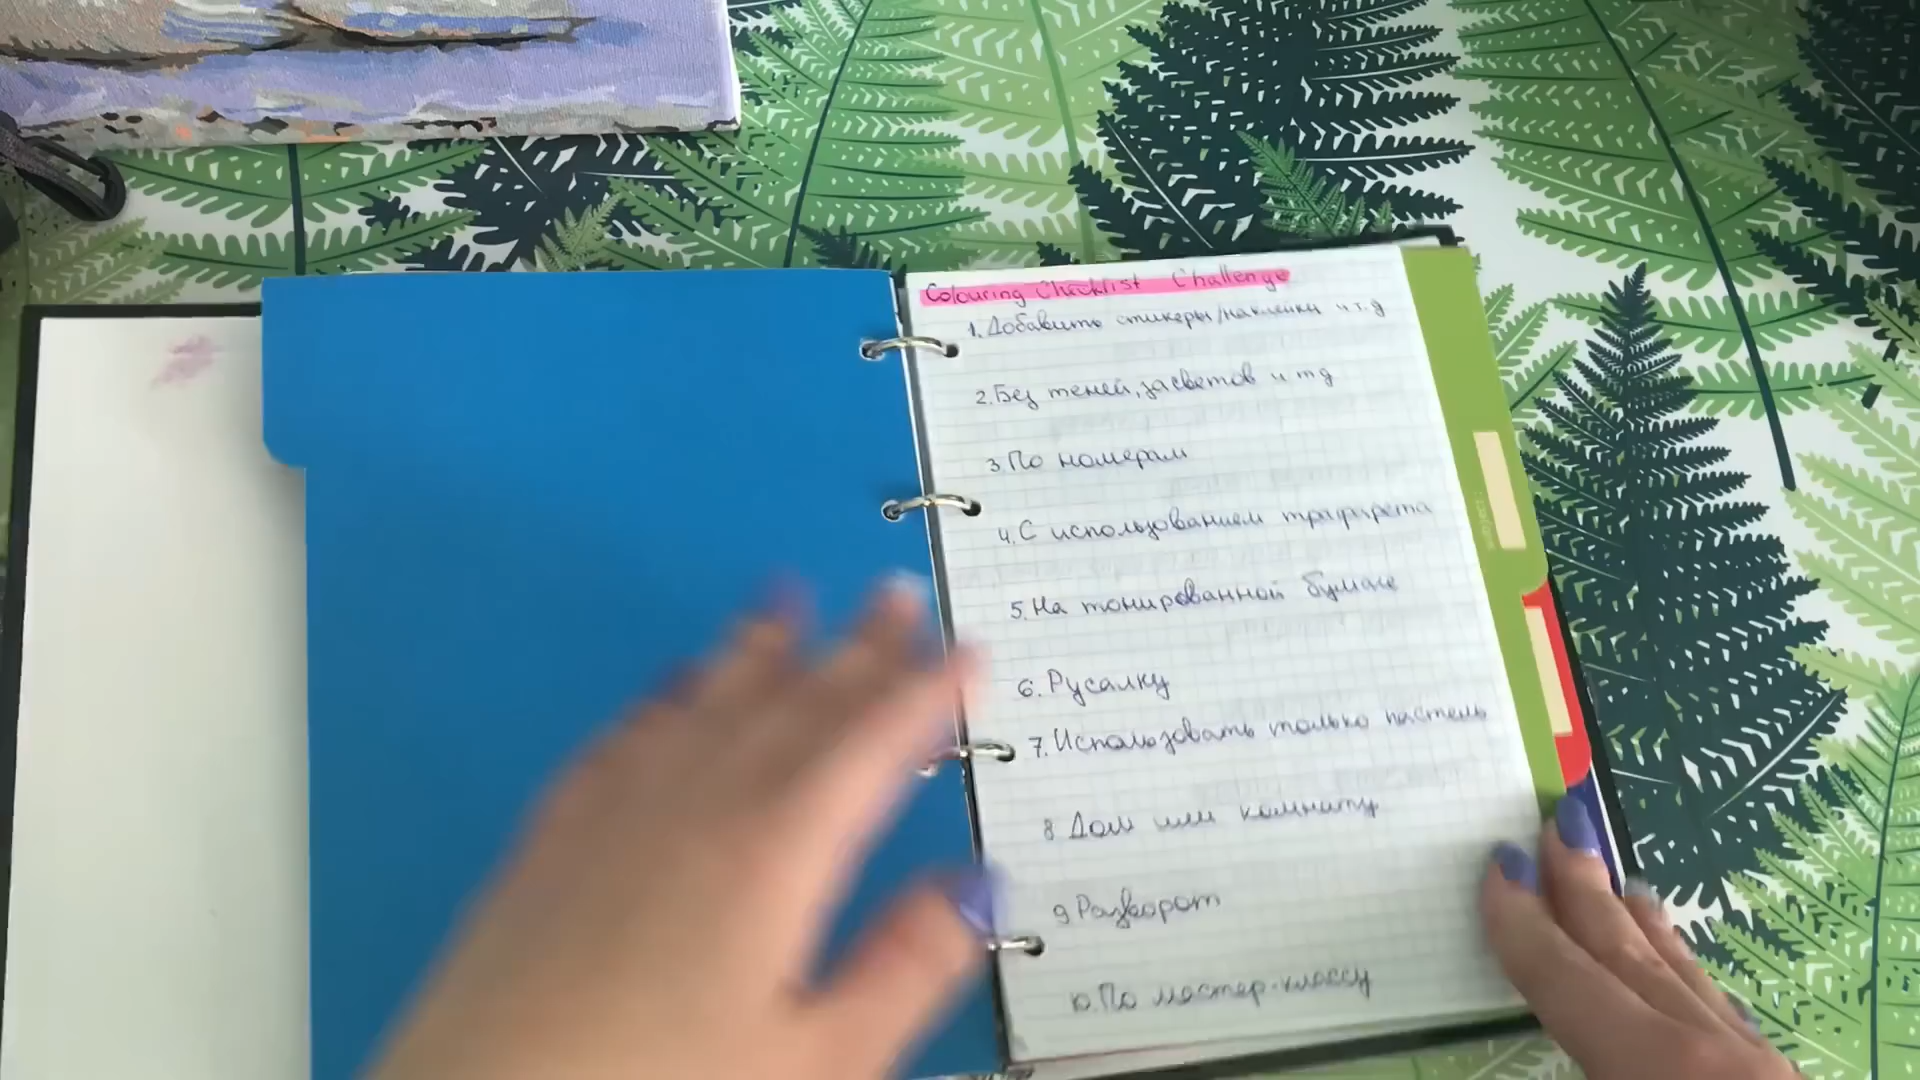 Colouring Checklist Challenge
1. Добавить стикеры/наклейки и т.д
2. Без теней, засветов и тд
3. По номерам
4. С использованием трафарета
5. На тонированной бумаге
6. Русалку
7. Использовать только пастель
8 Дом или комнату
9 Разворот
10. По мастер-классу